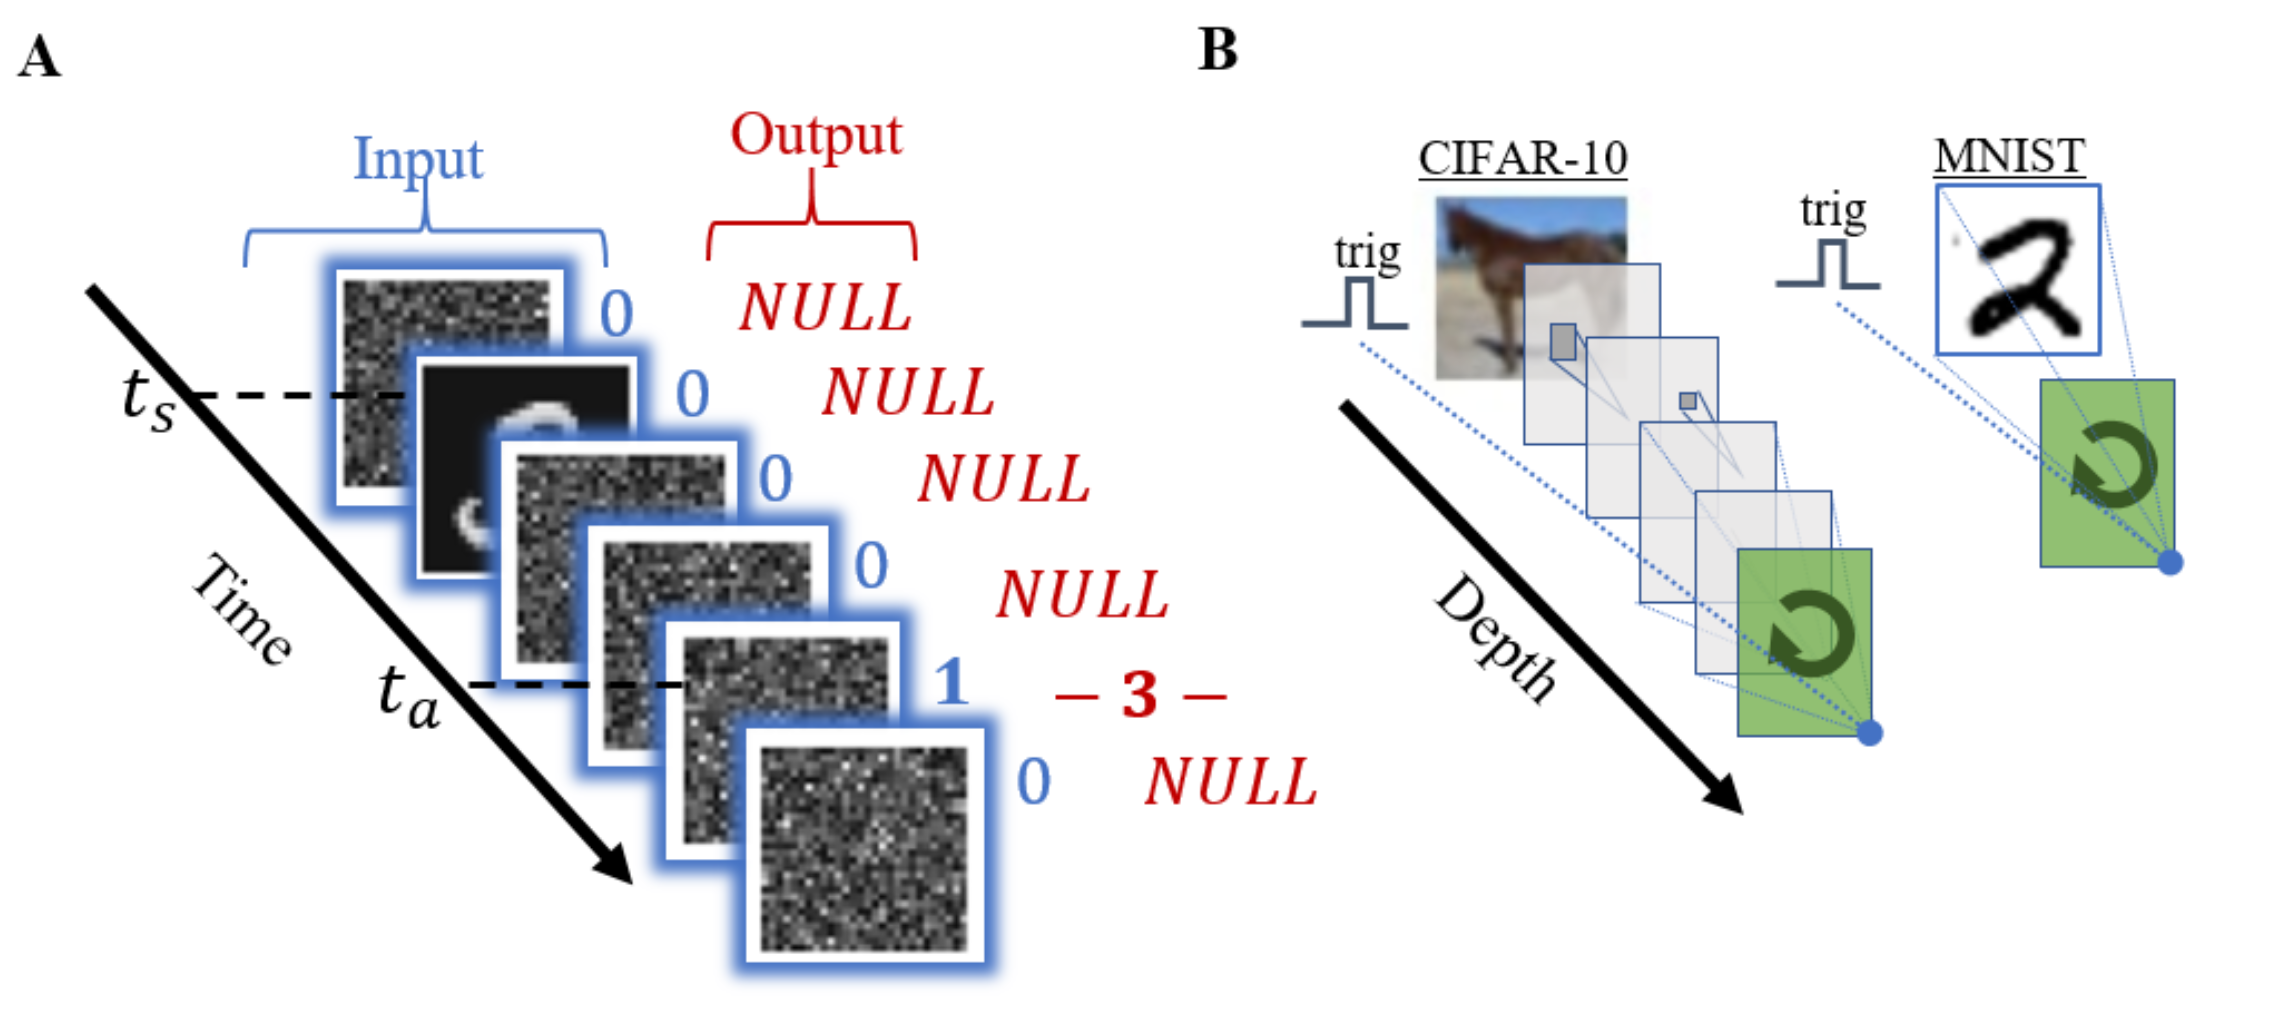 A
Input
Output
0 NULL
t_s
0 NULL
0 NULL
0 NULL
Time
t_a
1 – 3 –
0 NULL
B
CIFAR-10
MNIST
trig
trig
Depth